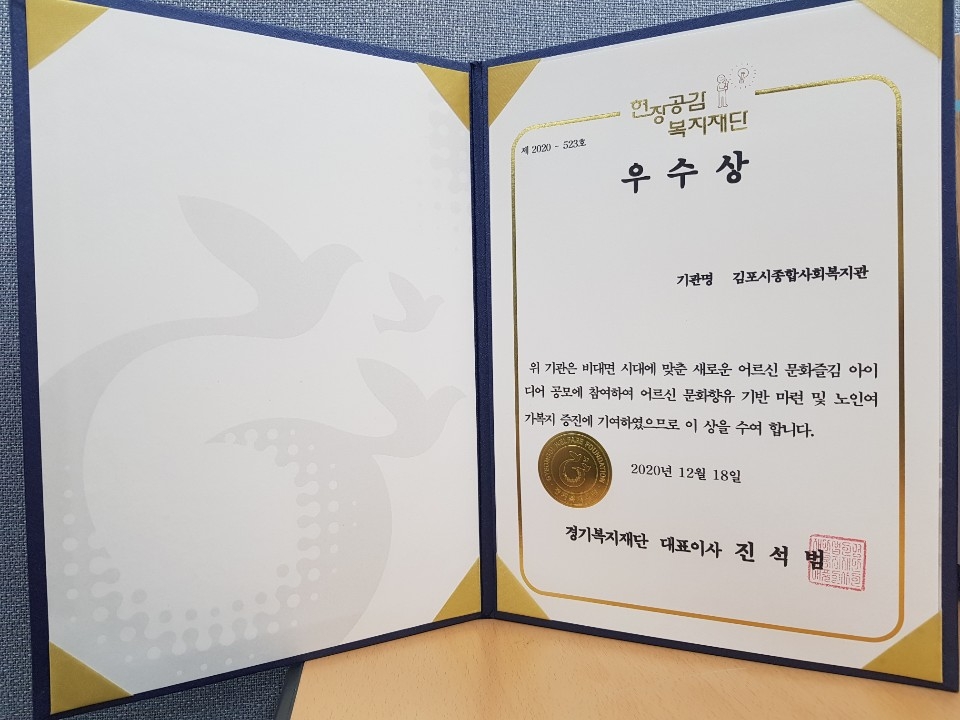 현장공감
복지재단
제 2020 - 523호
우수상
기관명 김포시종합사회복지관
위 기관은 비대면 시대에 맞춘 새로운 어르신 문화즐김 아이
디어 공모에 참여하여 어르신 문화향유 기반 마련 및 노인여
가복지 증진에 기여하였으므로 이 상을 수여 합니다.
2020년 12월 18일
GYEONGGI WELFARE FOUNDATION
경기복지재단 대표이사 진석범